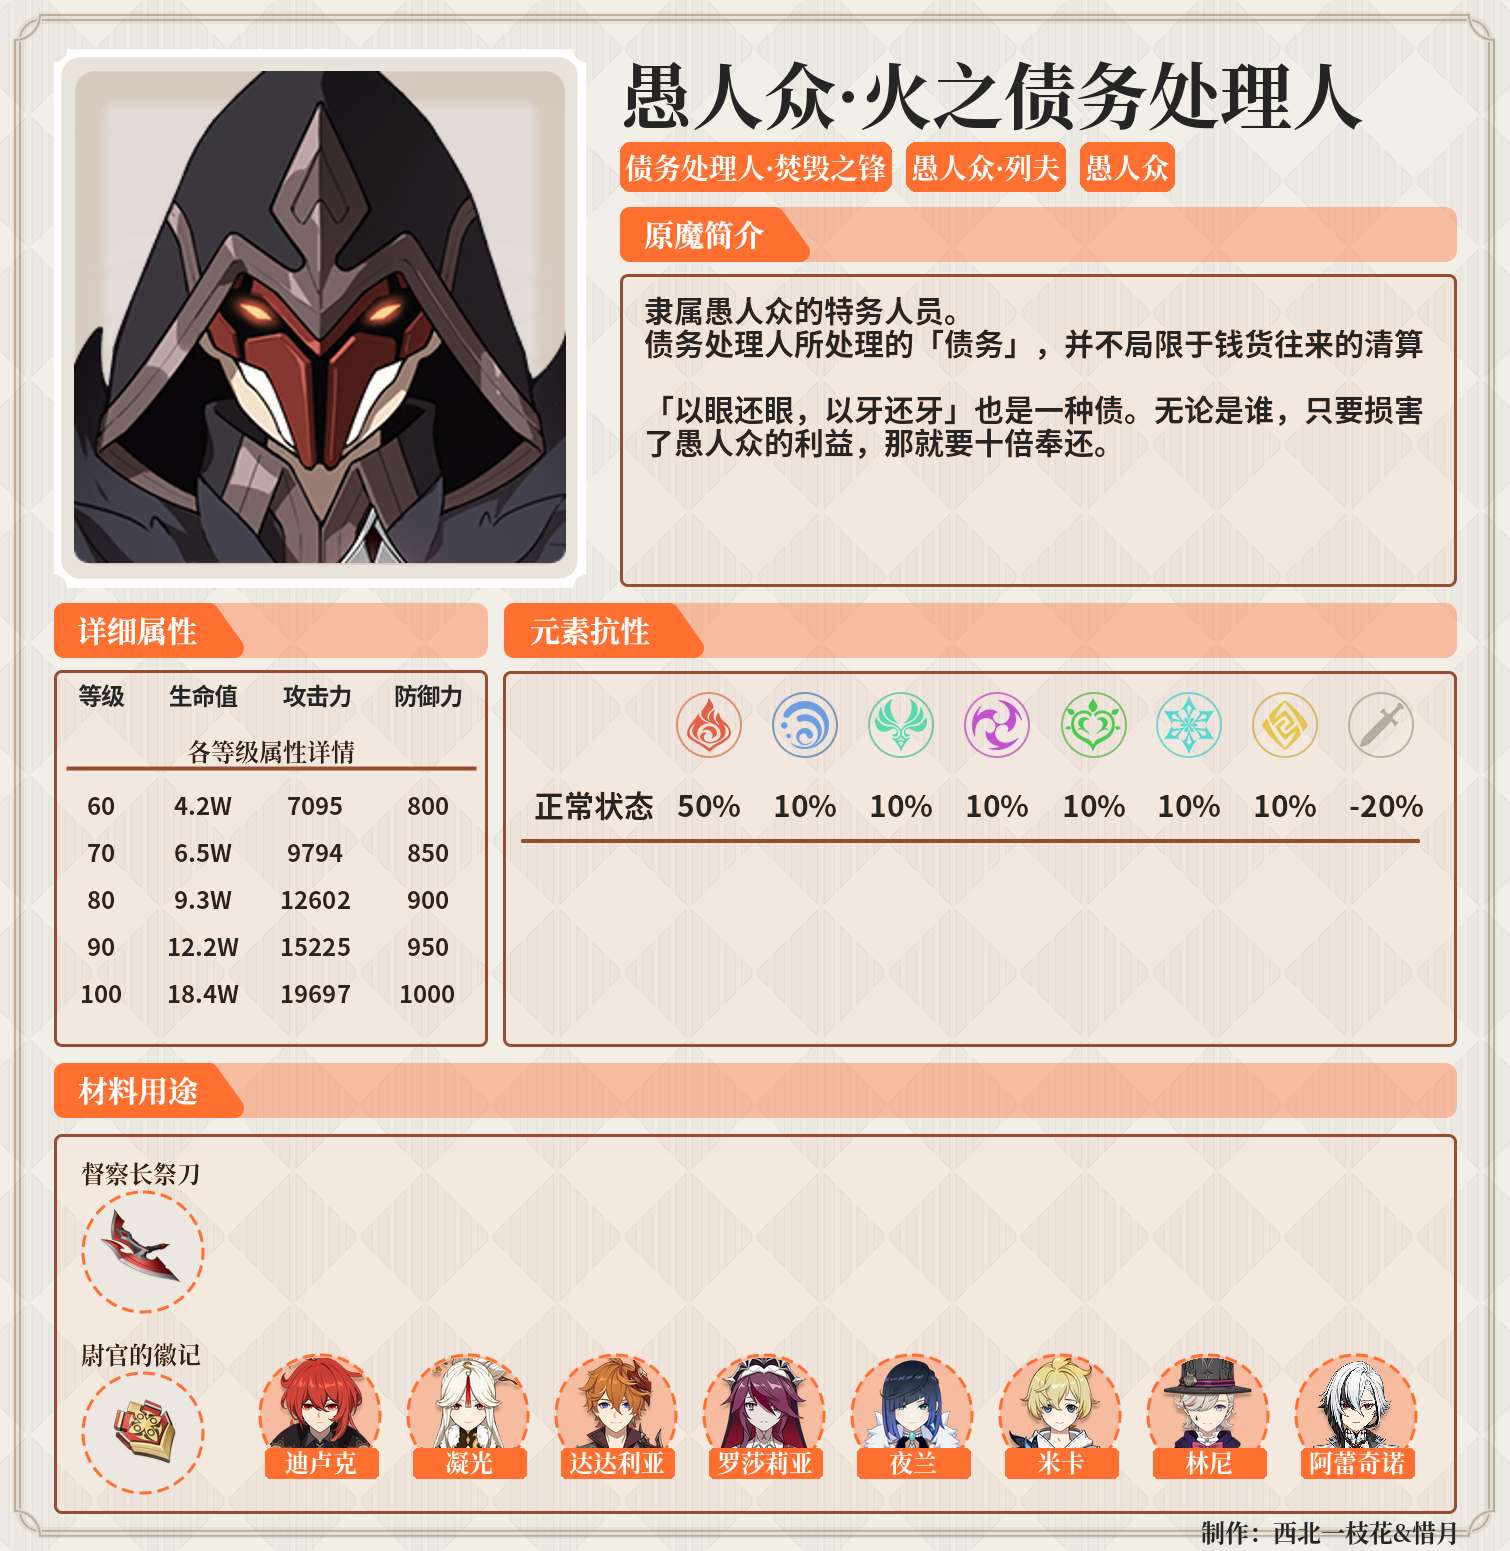 愚人众·火之债务处理人
债务处理人·焚毁之锋 愚人众·列夫 愚人众
原魔简介
隶属愚人众的特务人员。
债务处理人所处理的「债务」，并不局限于钱货往来的清算
「以眼还眼，以牙还牙」也是一种债。无论是谁，只要损害
了愚人众的利益，那就要十倍奉还。
详细属性
等级 生命值 攻击力 防御力
各等级属性详情
60 4.2W 7095 800
70 6.5W 9794 850
80 9.3W 12602 900
90 12.2W 15225 950
100 18.4W 19697 1000
元素抗性
正常状态 50% 10% 10% 10% 10% 10% 10% -20%
材料用途
督察长祭刀
尉官的徽记
迪卢克 凝光 达达利亚 罗莎莉亚 夜兰 米卡 林尼 阿蕾奇诺
制作：西北一枝花&惜月